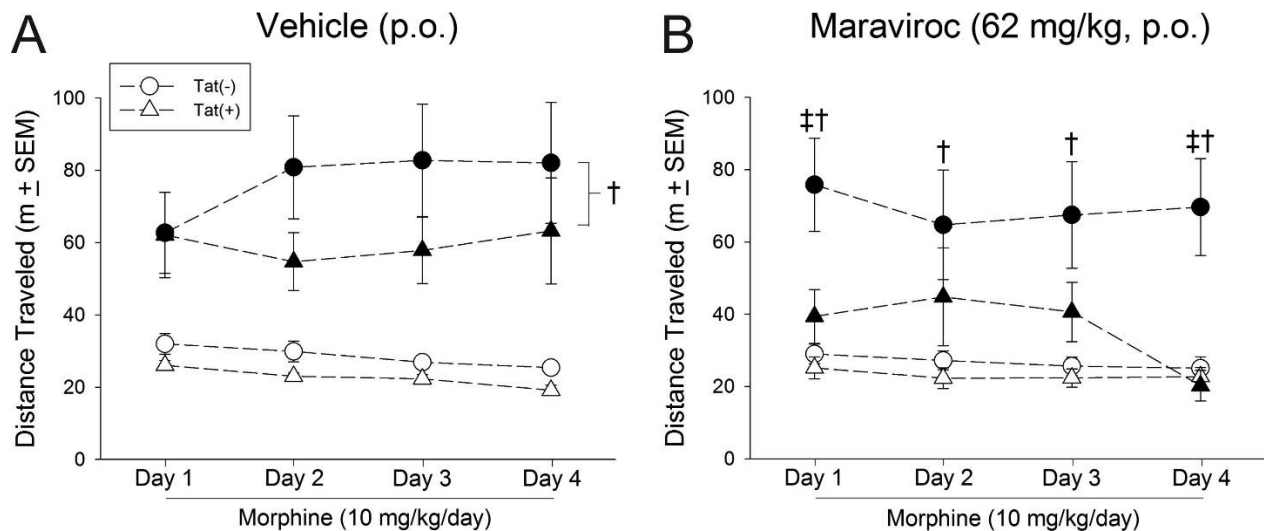 A
Vehicle (p.o.)
Tat(-)
Tat(+)
Distance Traveled (m ± SEM)
100
80
60
40
20
0
†
Day 1
Day 2
Day 3
Day 4
Morphine (10 mg/kg/day)
B
Maraviroc (62 mg/kg, p.o.)
Distance Traveled (m ± SEM)
100
80
60
40
20
0
‡†
†
†
‡†
Day 1
Day 2
Day 3
Day 4
Morphine (10 mg/kg/day)